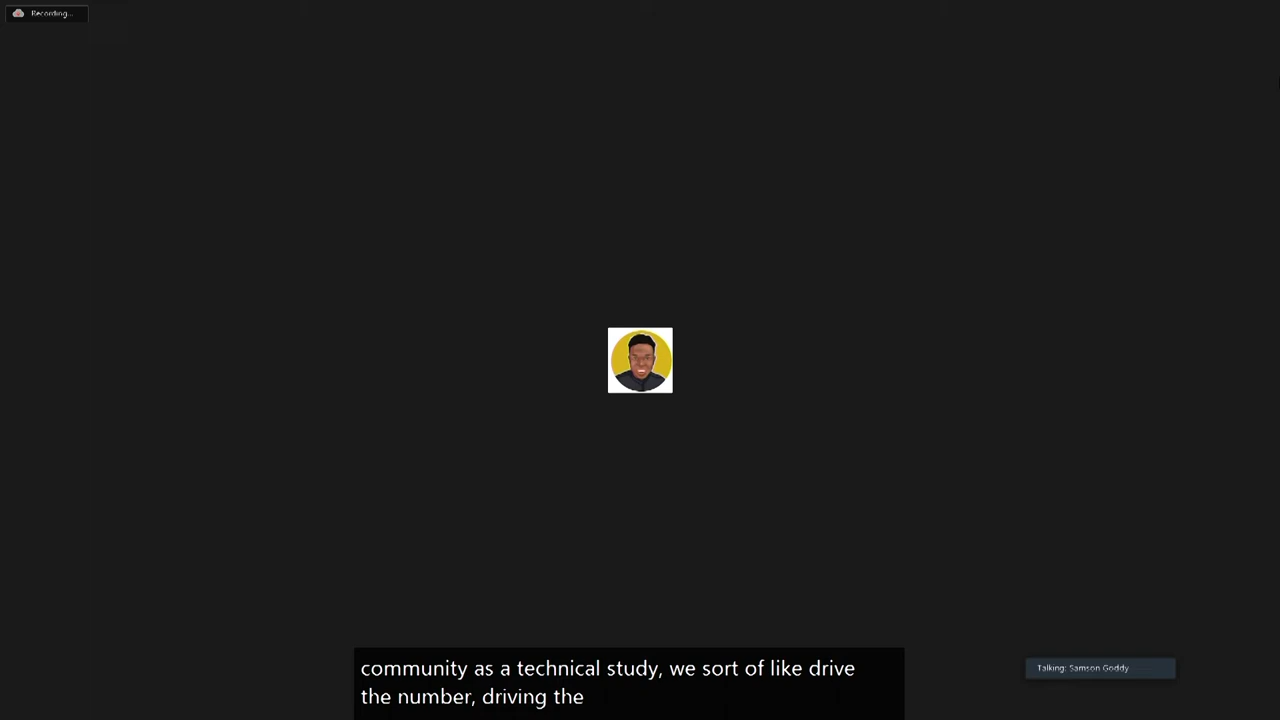 Recording...
community as a technical study, we sort of like drive
the number, driving the
Talking: Samson Goddy